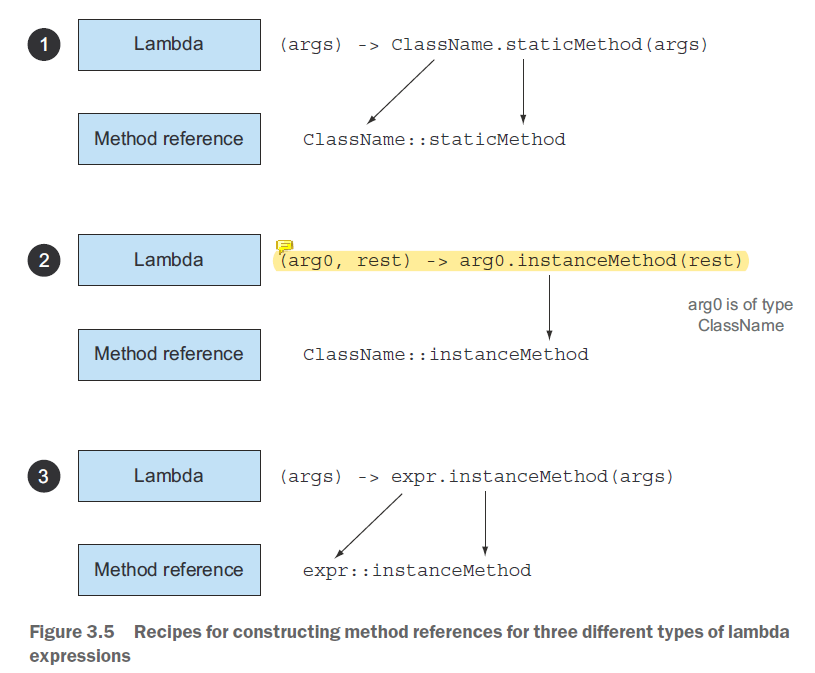 1 Lambda (args) -> ClassName.staticMethod(args)
Method reference ClassName::staticMethod
2 Lambda (arg0, rest) -> arg0.instanceMethod(rest)
arg0 is of type
ClassName
Method reference ClassName::instanceMethod
3 Lambda (args) -> expr.instanceMethod(args)
Method reference expr::instanceMethod
Figure 3.5 Recipes for constructing method references for three different types of lambda
expressions